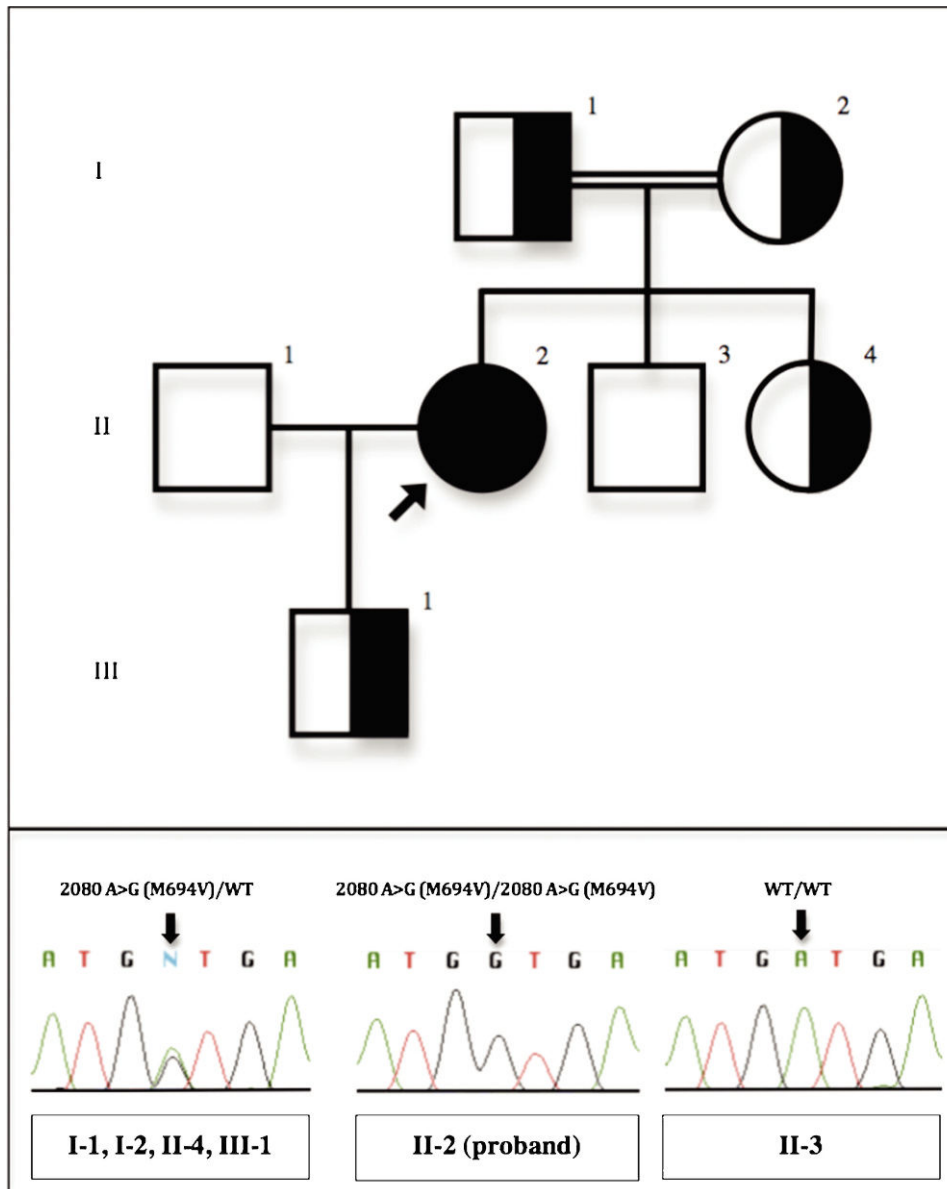 1
2
I
1
2
3
4
II
1
III
2080 A>G (M694V)/WT
2080 A>G (M694V)/2080 A>G (M694V)
WT/WT
A T G N T G A
A T G G T G A
A T G A T G A
I-1, I-2, II-4, III-1
II-2 (proband)
II-3